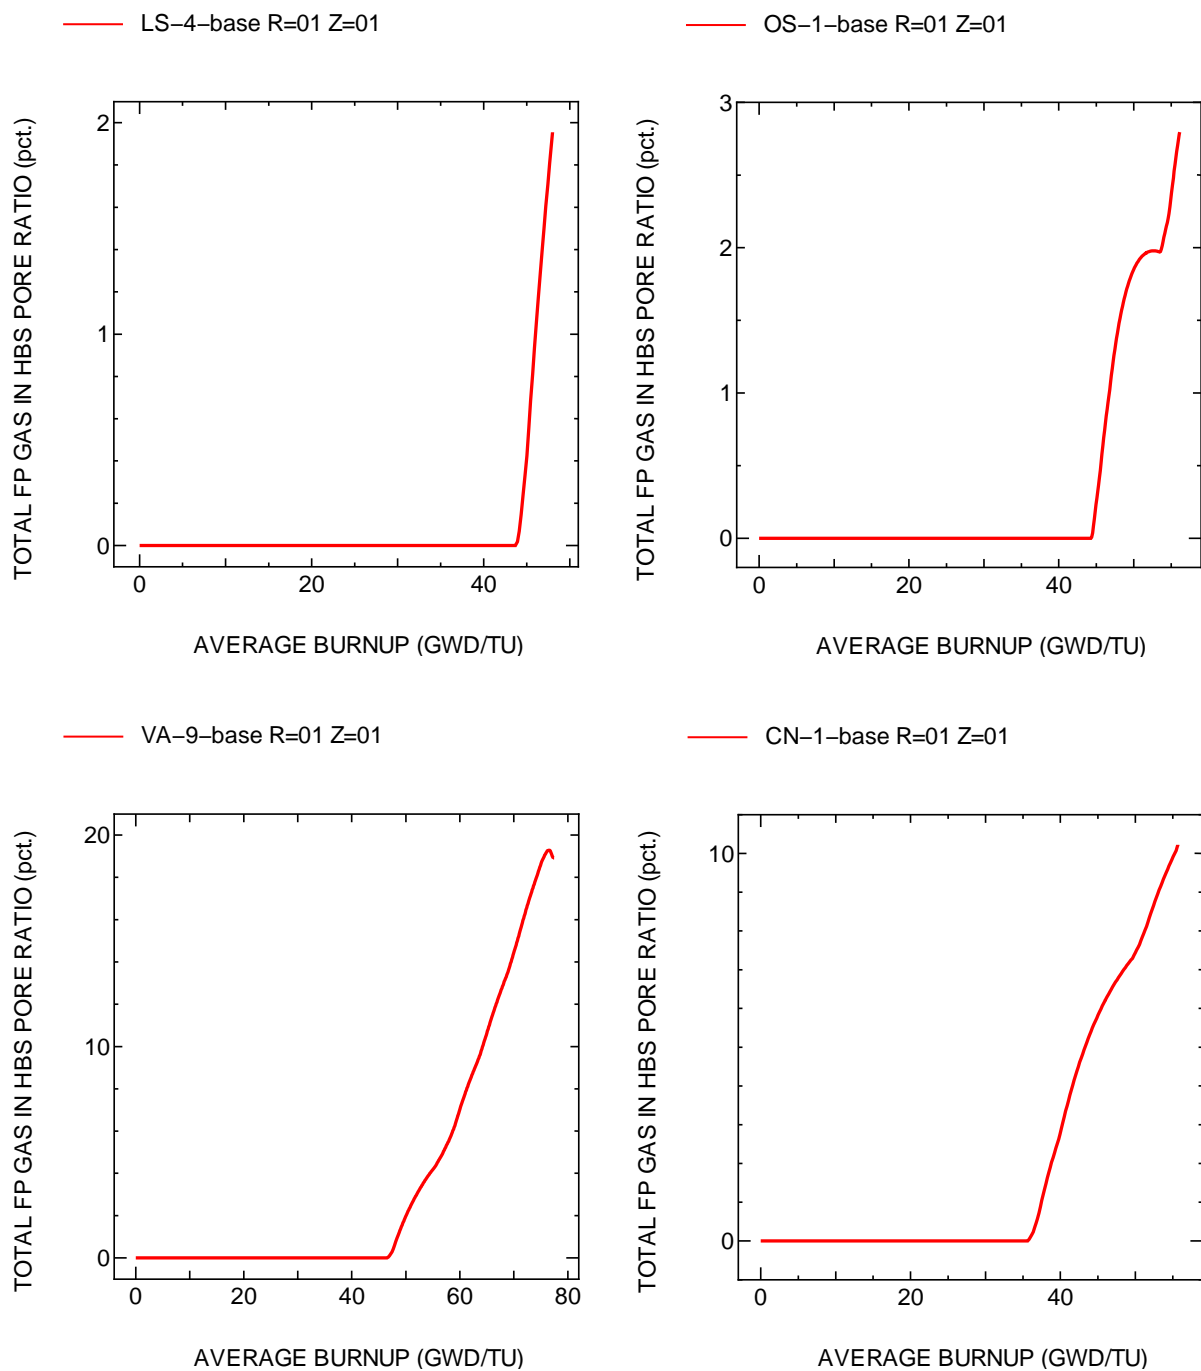 LS−4−base R=01 Z=01
TOTAL FP GAS IN HBS PORE RATIO (pct.)
2
1
0
0
20
40
AVERAGE BURNUP (GWD/TU)
OS−1−base R=01 Z=01
TOTAL FP GAS IN HBS PORE RATIO (pct.)
3
2
1
0
0
20
40
AVERAGE BURNUP (GWD/TU)
VA−9−base R=01 Z=01
TOTAL FP GAS IN HBS PORE RATIO (pct.)
20
10
0
0
20
40
60
80
AVERAGE BURNUP (GWD/TU)
CN−1−base R=01 Z=01
TOTAL FP GAS IN HBS PORE RATIO (pct.)
10
0
0
20
40
AVERAGE BURNUP (GWD/TU)